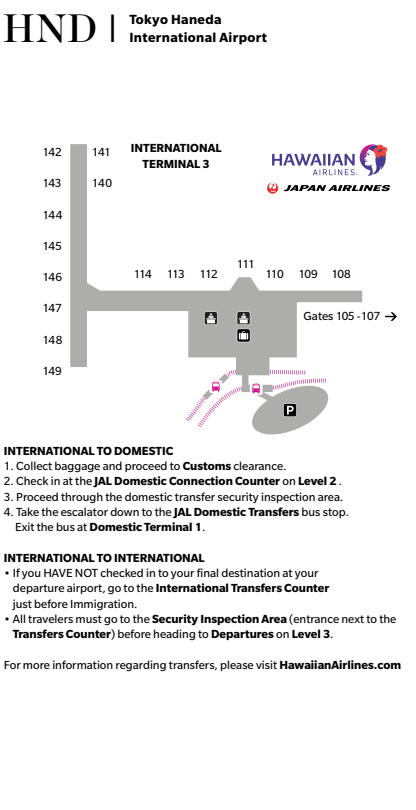 HND | Tokyo Haneda
International Airport
INTERNATIONAL
TERMINAL 3
HAWAIIAN
AIRLINES.
JAPAN AIRLINES
142 141
143 140
144
145
146
147
148
149
114 113 112 111 110 109 108
Gates 105 -107 →
P
INTERNATIONAL TO DOMESTIC
1. Collect baggage and proceed to Customs clearance.
2. Check in at the JAL Domestic Connection Counter on Level 2 .
3. Proceed through the domestic transfer security inspection area.
4. Take the escalator down to the JAL Domestic Transfers bus stop.
Exit the bus at Domestic Terminal 1.
INTERNATIONAL TO INTERNATIONAL
• If you HAVE NOT checked in to your final destination at your
departure airport, go to the International Transfers Counter
just before Immigration.
• All travelers must go to the Security Inspection Area (entrance next to the
Transfers Counter) before heading to Departures on Level 3.
For more information regarding transfers, please visit HawaiianAirlines.com